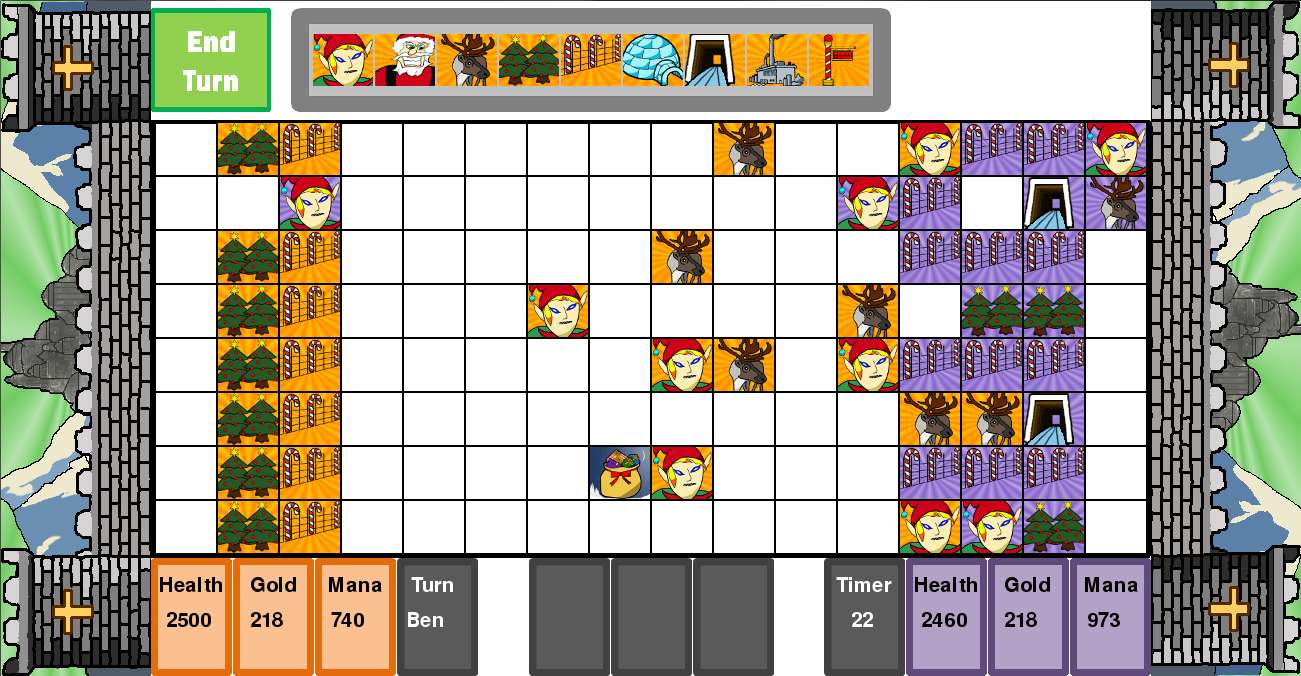 End
Turn
Health
2500
Gold
218
Mana
740
Turn
Ben
Timer
22
Health
2460
Gold
218
Mana
973